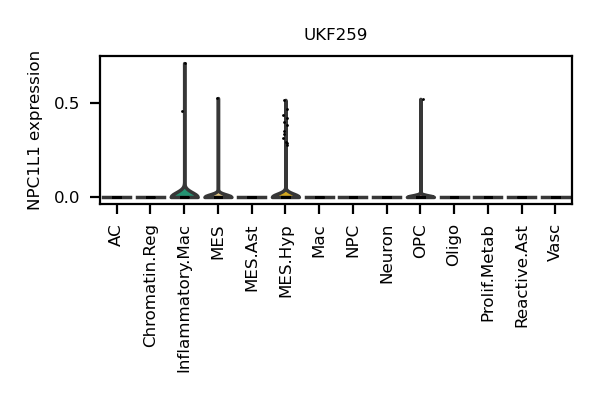 UKF259
NPC1L1 expression
0.5
0.0
AC
Chromatin.Reg
Inflammatory.Mac
MES
MES.Ast
MES.Hyp
Mac
NPC
Neuron
OPC
Oligo
Prolif.Metab
Reactive.Ast
Vasc